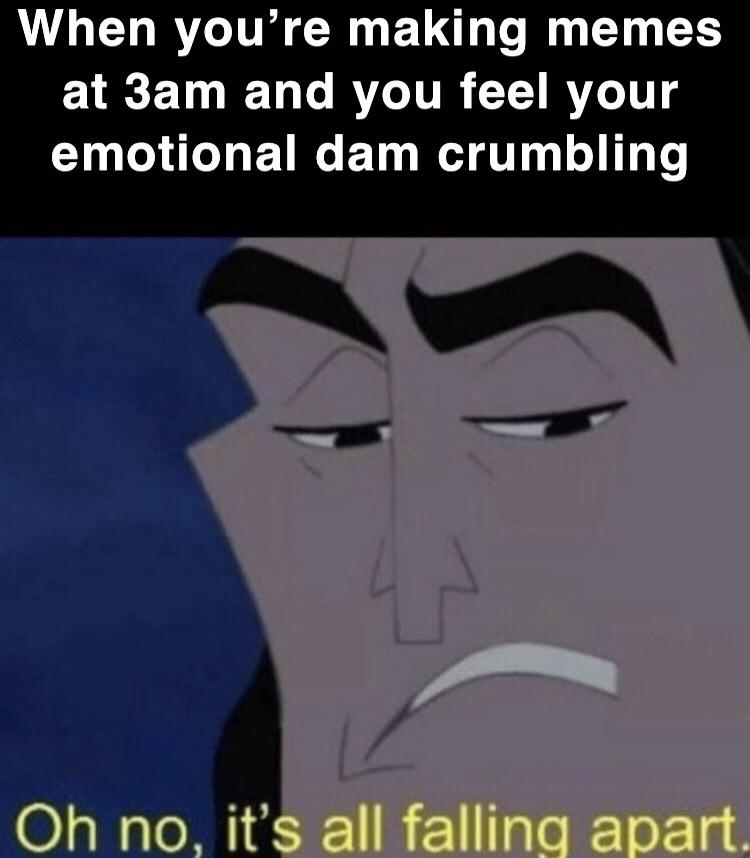 When you’re making memes
at 3am and you feel your
emotional dam crumbling
Oh no, it’s all falling apart.